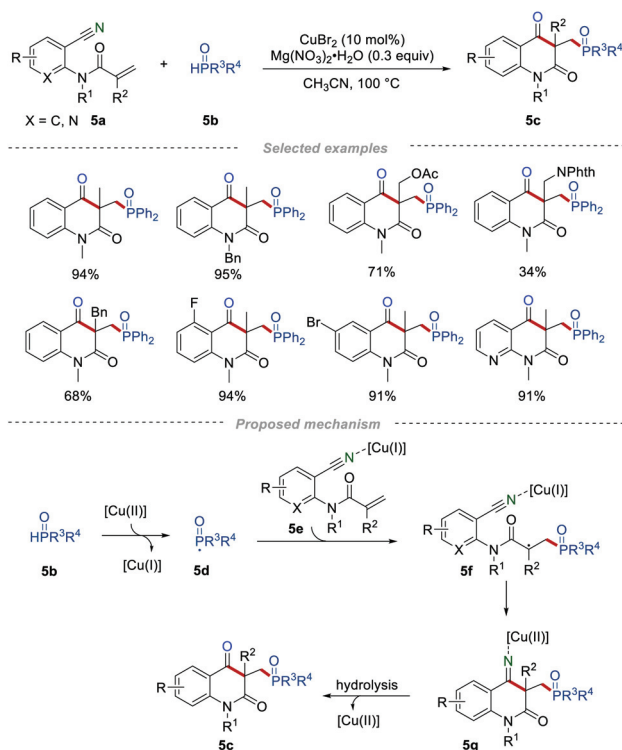 R
X
N
N
R¹
O
R²
X = C, N
5a
+
O
HPR³R⁴
5b
CuBr₂ (10 mol%)
Mg(NO₃)₂•H₂O (0.3 equiv)
CH₃CN, 100 °C
O
R²
O
PR³R⁴
R
N
O
R¹
5c
Selected examples
O
O
PPh₂
N
O
94%
O
O
PPh₂
N
O
Bn
95%
O
OAc
O
PPh₂
N
O
71%
O
NPhth
O
PPh₂
N
O
34%
O
Bn
O
PPh₂
N
O
68%
F
O
O
PPh₂
N
O
94%
Br
O
O
PPh₂
N
O
91%
O
O
PPh₂
N
N
O
91%
Proposed mechanism
O
HPR³R⁴
5b
[Cu(II)]
[Cu(I)]
O
PR³R⁴
5d
R
X
N
[Cu(I)]
O
N
R¹
R²
5e
N
[Cu(I)]
R
X
N
O
R¹
R²
O
PR³R⁴
5f
[Cu(II)]
N
R²
O
PR³R⁴
R
N
O
R¹
5g
hydrolysis
[Cu(II)]
O
R²
O
PR³R⁴
R
N
O
R¹
5c